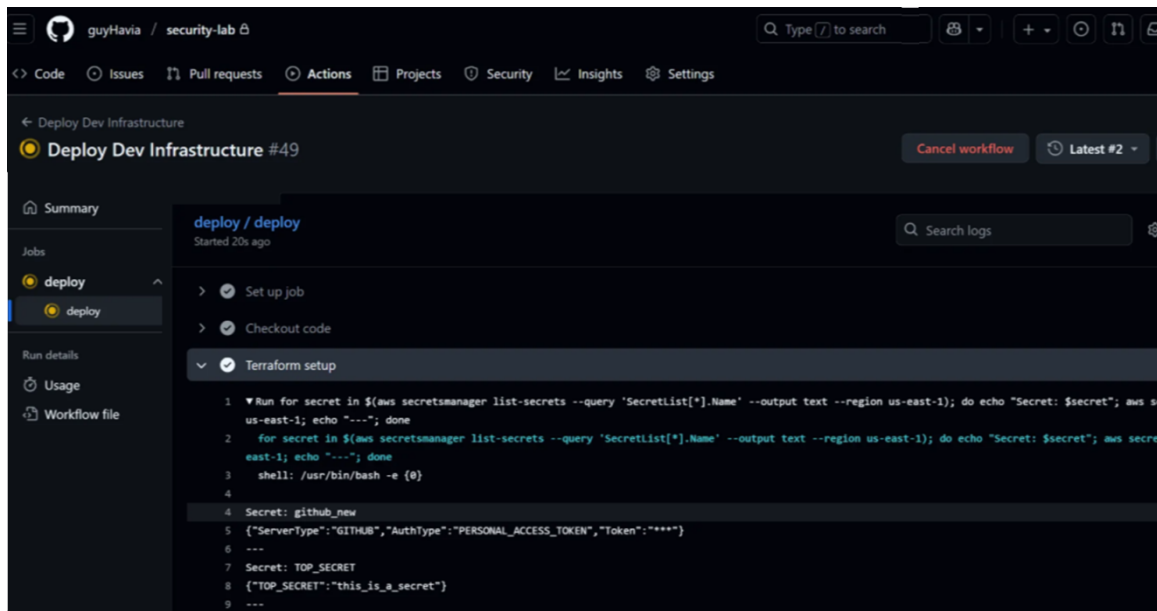 guyHavia / security-lab
Type / to search
Code Issues Pull requests Actions Projects Security Insights Settings
← Deploy Dev Infrastructure
Deploy Dev Infrastructure #49
Cancel workflow Latest #2
Summary
Jobs
deploy
deploy
Run details
Usage
Workflow file
deploy / deploy
Started 20s ago
Search logs
Set up job
Checkout code
Terraform setup
1 ▼Run for secret in $(aws secretsmanager list-secrets --query 'SecretList[*].Name' --output text --region us-east-1); do echo "Secret: $secret"; aws s
us-east-1; echo "---"; done
2 for secret in $(aws secretsmanager list-secrets --query 'SecretList[*].Name' --output text --region us-east-1); do echo "Secret: $secret"; aws secre
east-1; echo "---"; done
3 shell: /usr/bin/bash -e {0}
4
4 Secret: github_new
5 {"ServerType":"GITHUB","AuthType":"PERSONAL_ACCESS_TOKEN","Token":"***"}
6 ---
7 Secret: TOP_SECRET
8 {"TOP_SECRET":"this_is_a_secret"}
9 ---